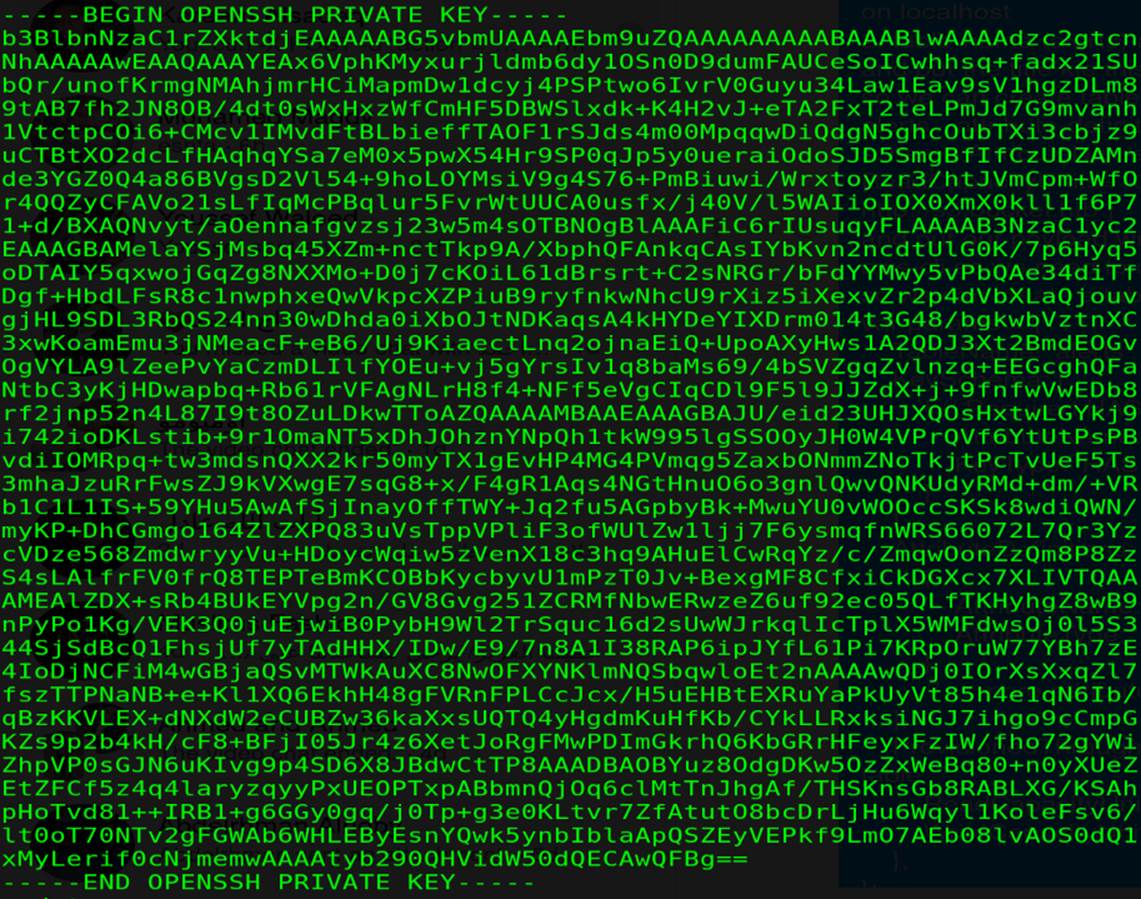 -----BEGIN OPENSSH PRIVATE KEY-----
b3BlbnNzaC1rZXktdjEAAAAABG5vbmUAAAAEbm9uZQAAAAAAAAABAAABlwAAAAdzc2gtcn
NhAAAAAwEAAQAAAYEAx6VphKMyxurjldmb6dy1OSn0D9dumFAUCeSoICwhhsq+fadx21SU
bQr/unofKrmgNMAhjmrHCiMapmDw1dcyj4PSPtwo6IvrV0Guyu34Law1Eav9sV1hgzDLm8
9tAB7fh2JN8OB/4dt0sWxHxzWfCmHF5DBWSlxdk+K4H2vJ+eTA2FxT2teLPmJd7G9mvamh
1VtctpCOi6+CMcv1IMvdFtBLbieffTAOF1rSJds4m00MpqqwDiQdgN5ghcOubTXi3cbjz9
uCTBtXO2dcLfHAqhqYSa7eM0x5pwX54Hr9SP0qJp5y0ueraiOdoSJD5SmgBfIfCzUDZAMn
de3YGZ0Q4a86BVgsD2Vl54+9hoLOYMsiV9g4S76+PmBiuwi/Wrxtoyzr3/htJVmCpm+WfO
r4QQZyCFAVo21sLfIqMcPBqlur5FvrWtUUCA0usfx/j40V/l5WAIioIOX0XmX0kll1f6P7
1+d/BXAQNvyt/aOennafgvzsj23w5m4sOTBNOgBlAAAFiC6rIUsuqyFLAAAAB3NzaC1yc2
EAAAGBAMelaYSjMsbq45XZm+nctTkp9A/XbphQFAnkqCAsIYbKvn2ncdtUlG0K/7p6Hyq5
oDTAIY5qxwojGqZg8NXXMo+D0j7cKOiL61dBrsrt+C2sNRGr/bFdYYMwy5vPbQAe34diTf
Dgf+HbdLFsR8c1nwphxeQwVkpcXZPiuB9ryfnkwNhcU9rXiz5iXexvZr2p4dVbXLaQjouv
gjHL9SDL3RbQS24nn30wDhda0iXbOJtNDKaqsA4kHYDeYIXDrm014t3G48/bgkwbVztnXC
3xwKoamEmu3jNMeacF+eB6/Uj9KiaectLnq2ojnaEiQ+UpoAXyHws1A2QDJ3Xt2BmdEOGv
OgVYLA9lZeePvYaCzmDLIlfYOEu+vj5gYrsIv1q8baMs69/4bSVZgqZvlnzq+EEGcghQFa
NtbC3yKjHDwapbq+Rb61rVFAgNLrH8f4+NFf5eVgCIqCDl9F5l9JJZdX+j+9fnfwVwEDb8
rf2jnp52n4L87I9t8OZuLDkwTToAZQAAAAMBAAEAAAGBAJU/eid23UHJXQOsHxtwLGYkj9
i742ioDKLstib+9r1OmaNT5xDhJOhznYNpQh1tkW995lgSSOOyJH0W4VPrQVf6YtUtPsPB
vdiIOMRpq+tw3mdsnQXX2kr50myTX1gEvHP4MG4PVmqg5ZaxbONmmZNoTkjtPcTvUeF5Ts
3mhaJzuRrFwsZJ9kVXwgE7sqG8+x/F4gR1Aqs4NGtHnuO6o3gnlQwvQNKUdyRMd+dm/+VR
b1C1L1IS+59YHu5AwAfSjInayOffTWY+Jq2fu5AGpbyBk+MwuYU0vWOOccSKSk8wdiQWN/
myKP+DhCGmgo164ZlZXPQ83uVsTppVPliF3ofWUlZw1ljj7F6ysmqfnWRS66072L7Qr3Yz
cVDze568ZmdwryyVu+HDoycWqiw5zVenX18c3hq9AHuElCwRqYz/c/ZmqwOonZzQm8P8Zz
S4sLAlfrFV0frQ8TEPTeBmKCOBbKycbyvU1mPzT0Jv+BexgMF8CfxiCkDGXcx7XLIVTQAA
AMEAlZDX+sRb4BUkEYVpg2n/GV8Gvg251ZCRMfNbwERwzeZ6uf92ec05QLfTKHyhgZ8wB9
nPyPo1Kg/VEK3Q0juEjwiB0PybH9Wl2TrSquc16d2sUwWJrkqlIcTplX5WMFdwsOj0l5S3
44SjSdBcQ1FhsjUf7yTAdHHX/IDw/E9/7n8A1I38RAP6ipJYfL61Pi7KRpOruW77YBh7zE
4IoDjNCFiM4wGBjaQSvMTWkAuXC8NwOFXYNKlmNQSbqwloEt2nAAAAwQDj0IOrXsXxqZl7
fszTTPNaNB+e+Kl1XQ6EkhH48gFVRnFPLCcJcx/H5uEHBtEXRuYaPkUyVt85h4e1qN6Ib/
qBzKKVLEX+dNXdW2eCUBZw36kaXxsUQTQ4yHgdmKuHfKb/CYkLLRxksiNGJ7ihgo9cCmpG
KZs9p2b4kH/cF8+BFjI05Jr4z6XetJoRgFMwPDImGkrhQ6KbGRrHFeyxFzIW/fho72gYWi
ZhpVP0sGJN6uKIvg9p4SD6X8JBdwCtTP8AAADBAOBYuz8OdgDKw5OzZxWeBq80+n0yXUeZ
EtZFCf5z4q4laryzqyyPxUEOPTxpABbmnQjOq6clMtTnJhgAf/THSKnsGb8RABLXG/KSAh
pHoTvd81++IRB1+g6GGy0gq/j0Tp+g3e0KLtvr7ZfAtutO8bcDrLjHu6Wqyl1KoleFsv6/
lt0oT70NTv2gFGWAb6WHLEByEsnYQwk5ynbIblaApQSZEyVEPkf9LmO7AEb08lvAOS0dQ1
xMyLerif0cNjmemwAAAAtyb290QHVidW50dQECAwQFBg==
-----END OPENSSH PRIVATE KEY-----